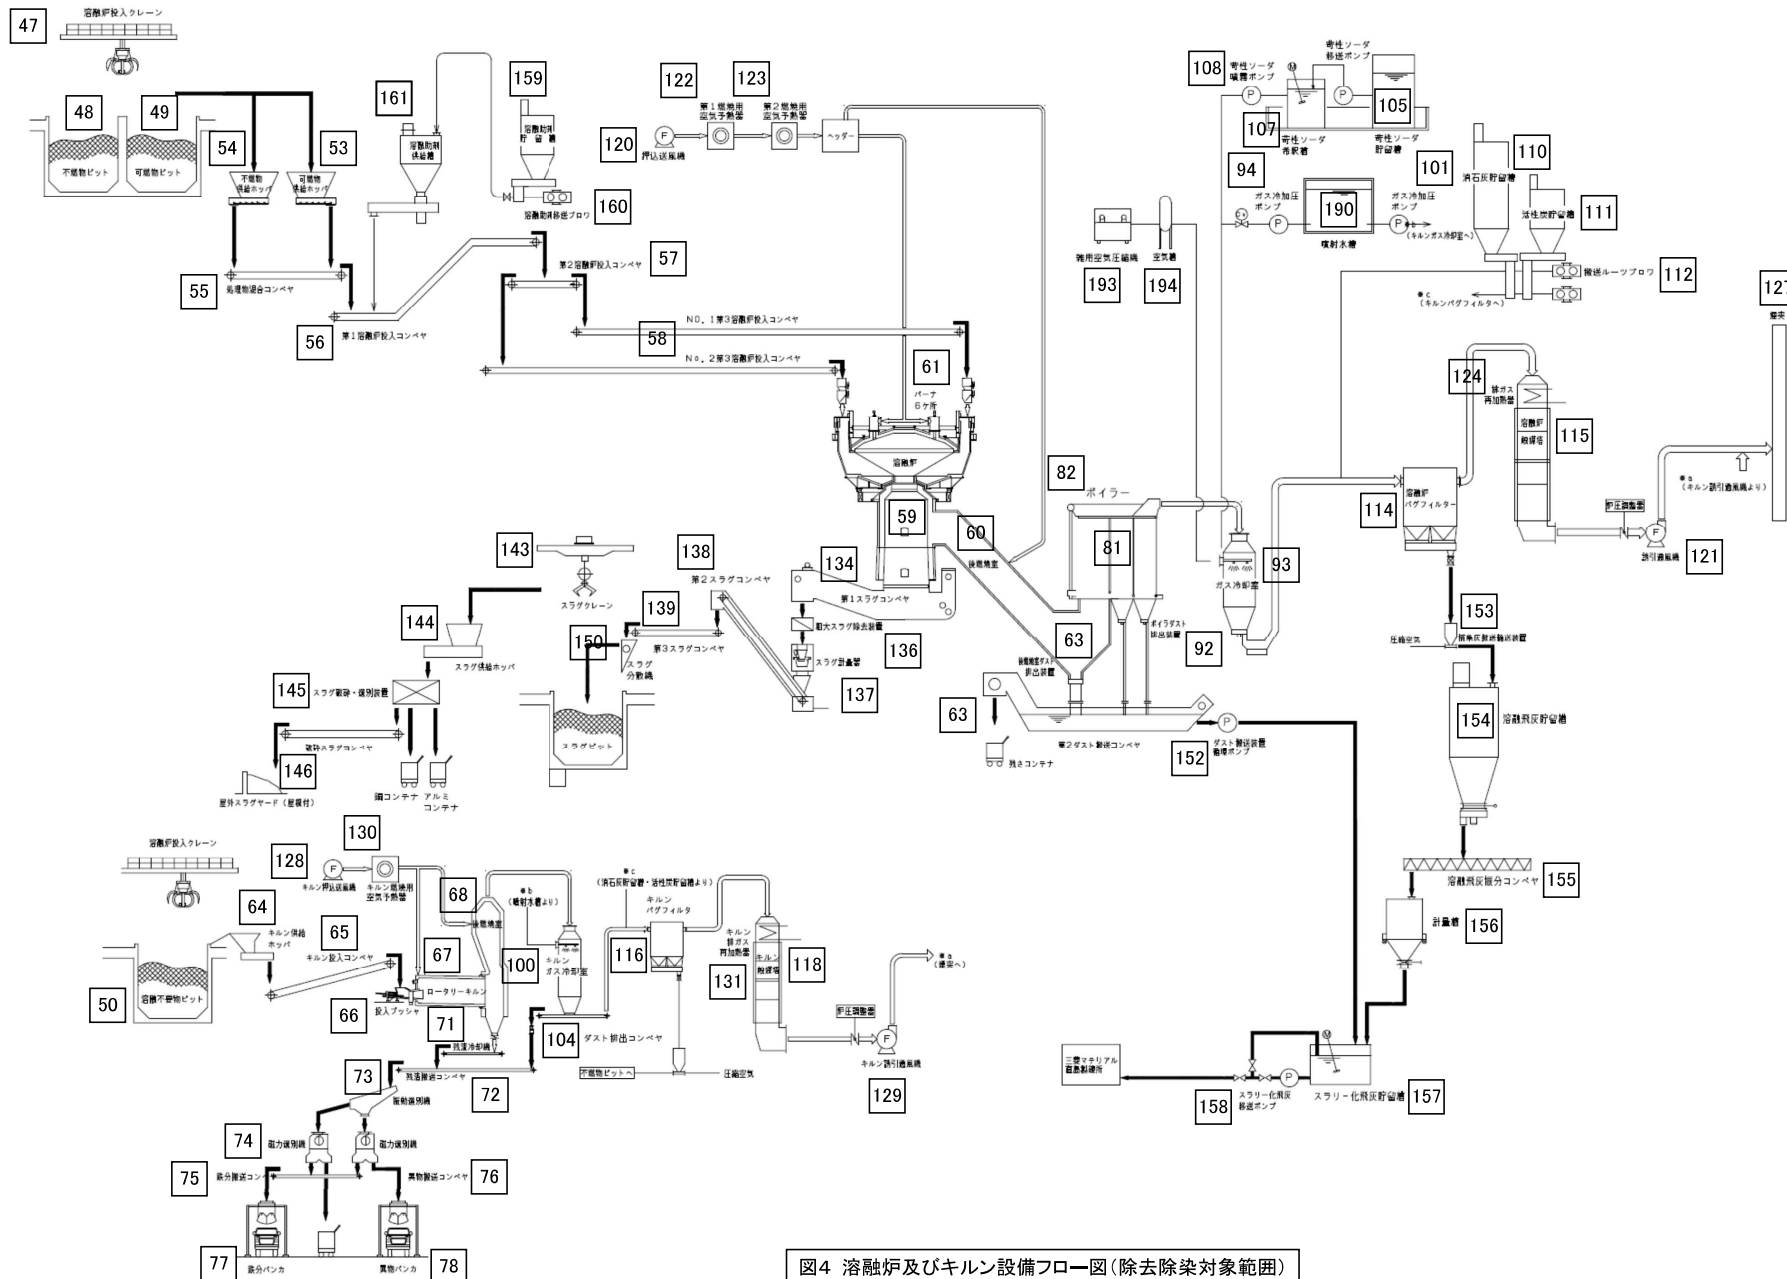 47
溶融炉投入クレーン
48
49
不燃物ピット
可燃物ピット
54
53
不燃物
供給ホッパ
可燃物
供給ホッパ
161
溶融助剤
供給槽
159
溶融助剤
貯留槽
160
溶融助剤移送ブロワ
55
処理物混合コンベヤ
56
第1溶融炉投入コンベヤ
57
第2溶融炉投入コンベヤ
58
NO.1第3溶融炉投入コンベヤ
No.2第3溶融炉投入コンベヤ
120
押込送風機
F
122
第1燃焼用
空気予熱器
123
第2燃焼用
空気予熱器
ヘッダー
61
バーナ
6ケ所
溶融炉
59
60
後燃焼室
82
ボイラー
81
63
後燃焼室ダスト
排出装置
ボイラダスト
排出装置
92
93
ガス冷却室
193
雑用空気圧縮機
194
空気槽
108
苛性ソーダ
噴霧ポンプ
苛性ソーダ
移送ポンプ
M
P
P
105
107
苛性ソーダ
希釈槽
苛性ソーダ
貯留槽
94
ガス冷加圧
ポンプ
P
190
噴射水槽
101
ガス冷加圧
ポンプ
P
※b
(キルンガス冷却室へ)
110
消石灰貯留槽
111
活性炭貯留槽
112
搬送ルーツブロワ
※c
(キルンバグフィルタへ)
127
煙突
124
排ガス
再加熱器
115
溶融炉
触媒塔
114
溶融炉
バグフィルター
炉圧調整器
F
121
誘引通風機
※a
(キルン誘引通風機より)
153
圧縮空気
捕集灰搬送輸送装置
154
溶融飛灰貯留槽
155
溶融飛灰振分コンベヤ
156
計量槽
157
スラリー化飛灰貯留槽
M
P
158
スラリー化飛灰
移送ポンプ
三菱マテリアル
直島製錬所
134
第1スラグコンベヤ
136
粗大スラグ除去装置
137
スラグ計量器
138
第2スラグコンベヤ
139
第3スラグコンベヤ
150
スラグ
分散機
スラグピット
143
スラグクレーン
144
スラグ供給ホッパ
145
スラグ破砕・選別装置
破砕スラグコンベヤ
146
屋外スラグヤード(屋根付)
銅コンテナ
アルミ
コンテナ
63
残さコンテナ
第2ダスト搬送コンベヤ
152
P
ダスト搬送装置
循環ポンプ
溶融炉投入クレーン
50
溶融不要物ピット
64
キルン供給
ホッパ
65
キルン投入コンベヤ
66
投入プッシャ
67
ロータリーキルン
68
後燃焼室
128
F
キルン押込送風機
130
キルン燃焼用
空気予熱器
※b
(噴射水槽より)
100
キルン
ガス冷却室
※c
(消石灰貯留槽・活性炭貯留槽より)
116
キルン
バグフィルタ
キルン
排ガス
再加熱器
131
118
キルン
触媒塔
炉圧調整器
F
※a
(煙突へ)
129
キルン誘引通風機
104
ダスト排出コンベヤ
不燃物ピットへ
圧縮空気
71
残渣冷却機
72
残渣搬送コンベヤ
73
振動選別機
74
磁力選別機
磁力選別機
75
鉄分搬送コンベヤ
76
異物搬送コンベヤ
77
鉄分バンカ
78
異物バンカ
図4 溶融炉及びキルン設備フロー図(除去除染対象範囲)